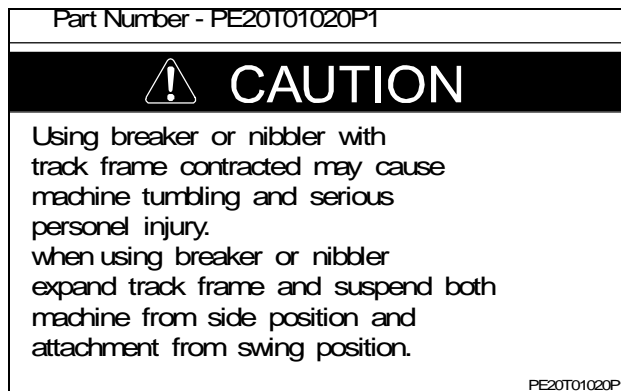 Part Number - PE20T01020P1
CAUTION
Using breaker or nibbler with
track frame contracted may cause
machine tumbling and serious
personel injury.
when using breaker or nibbler
expand track frame and suspend both
machine from side position and
attachment from swing position.
PE20T01020P